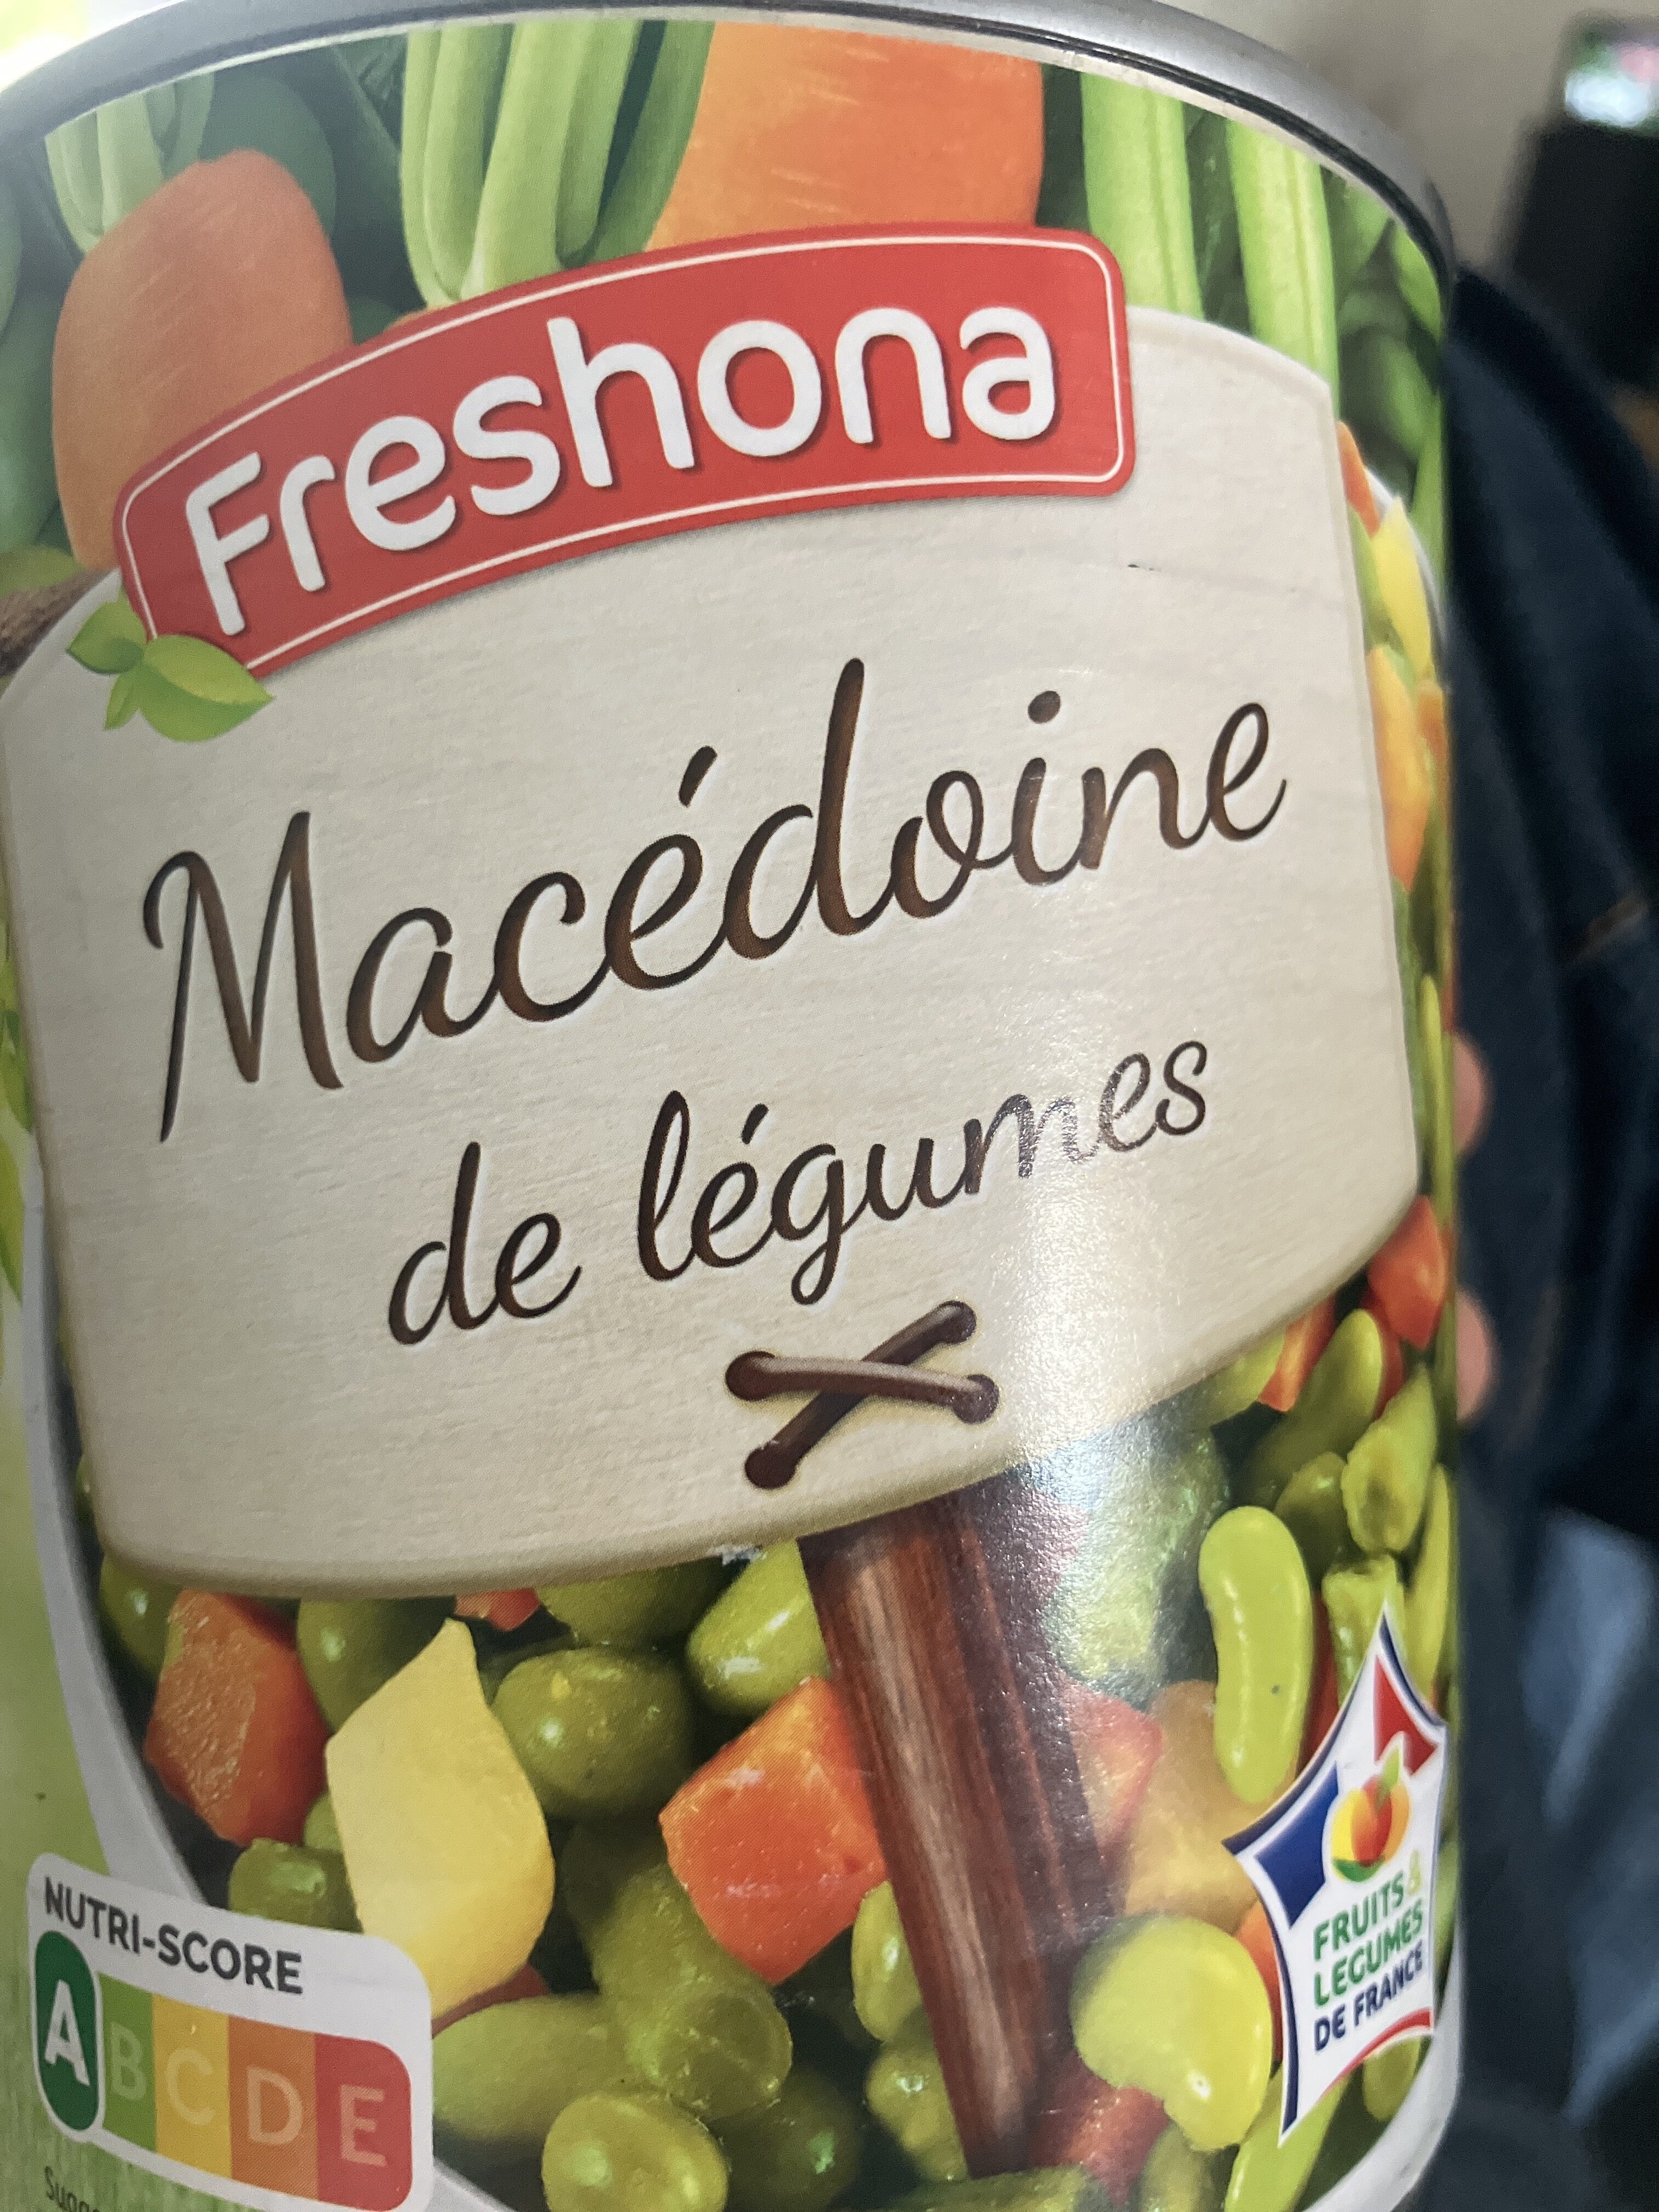 Freshona
Macédoine
de légumes
NUTRI-SCORE
A B C D E
FRUITS &
LEGUMES
DE FRANCE